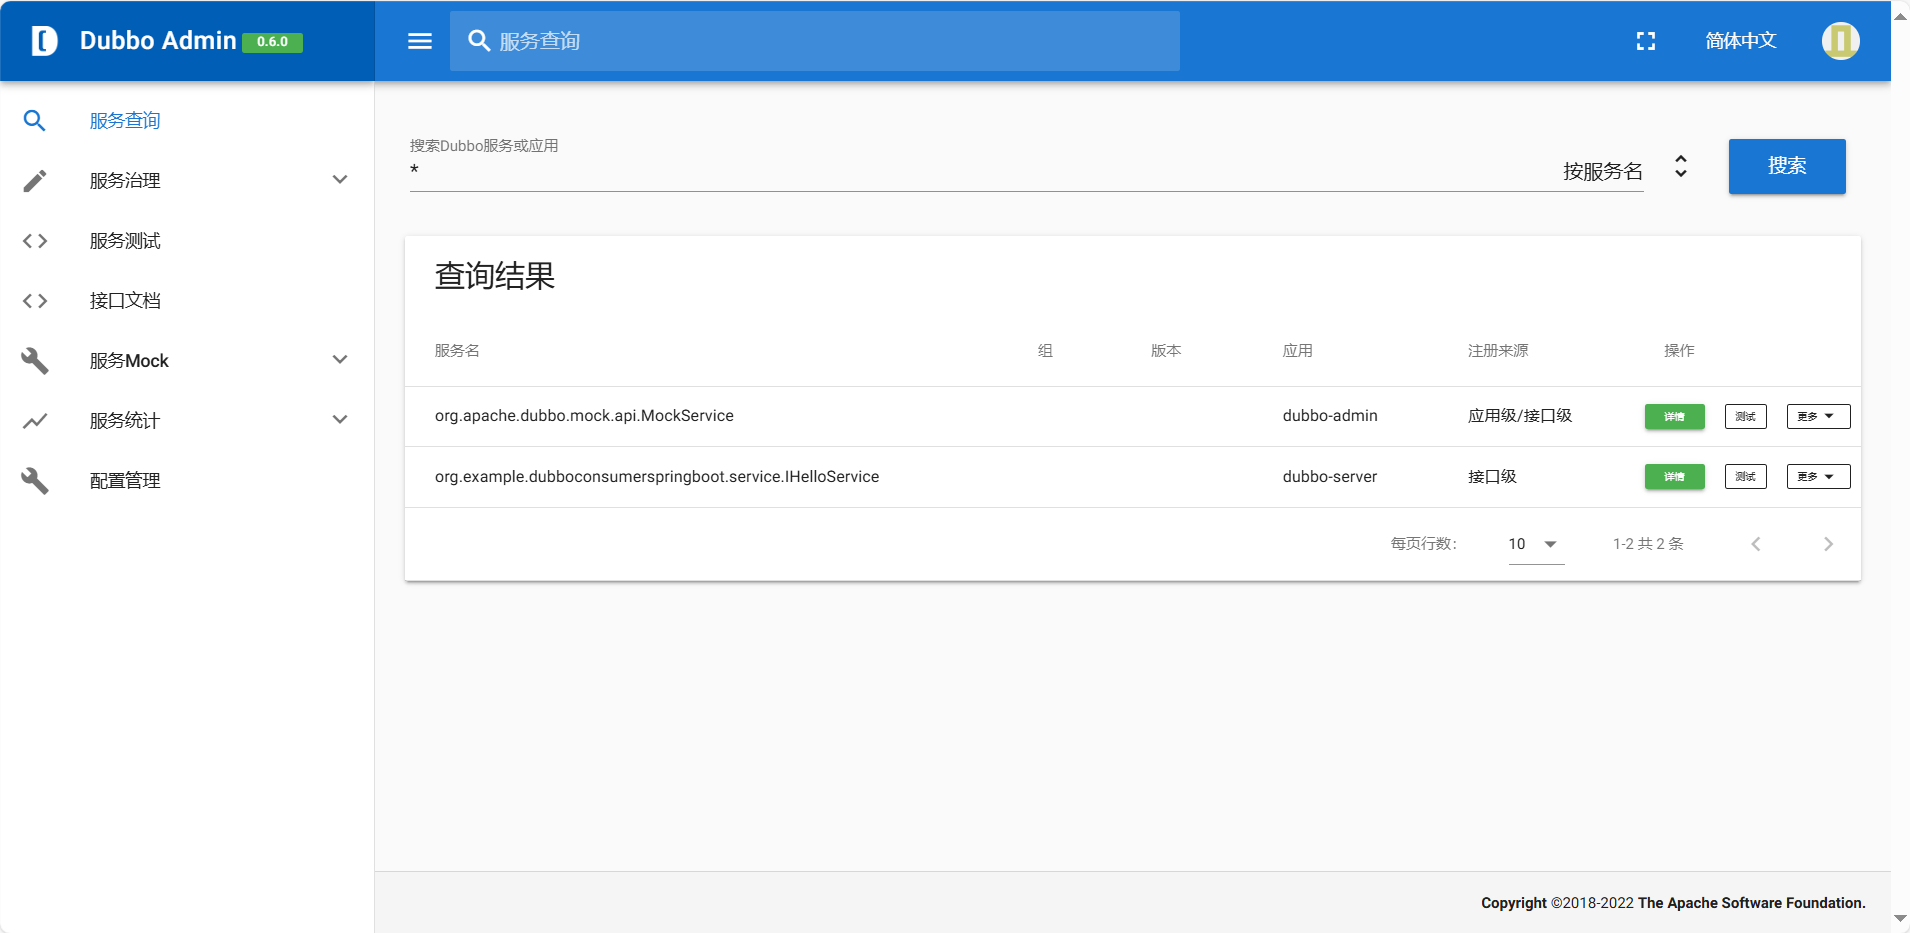 Dubbo Admin 0.6.0
服务查询
简体中文
服务查询
服务治理
服务测试
接口文档
服务Mock
服务统计
配置管理
搜索Dubbo服务或应用
* 按服务名
搜索
查询结果
服务名 组 版本 应用 注册来源 操作
org.apache.dubbo.mock.api.MockService dubbo-admin 应用级/接口级 详情 测试 更多
org.example.dubboconsumerspringboot.service.IHelloService dubbo-server 接口级 详情 测试 更多
每页行数: 10 1-2 共 2 条
Copyright ©2018-2022 The Apache Software Foundation.